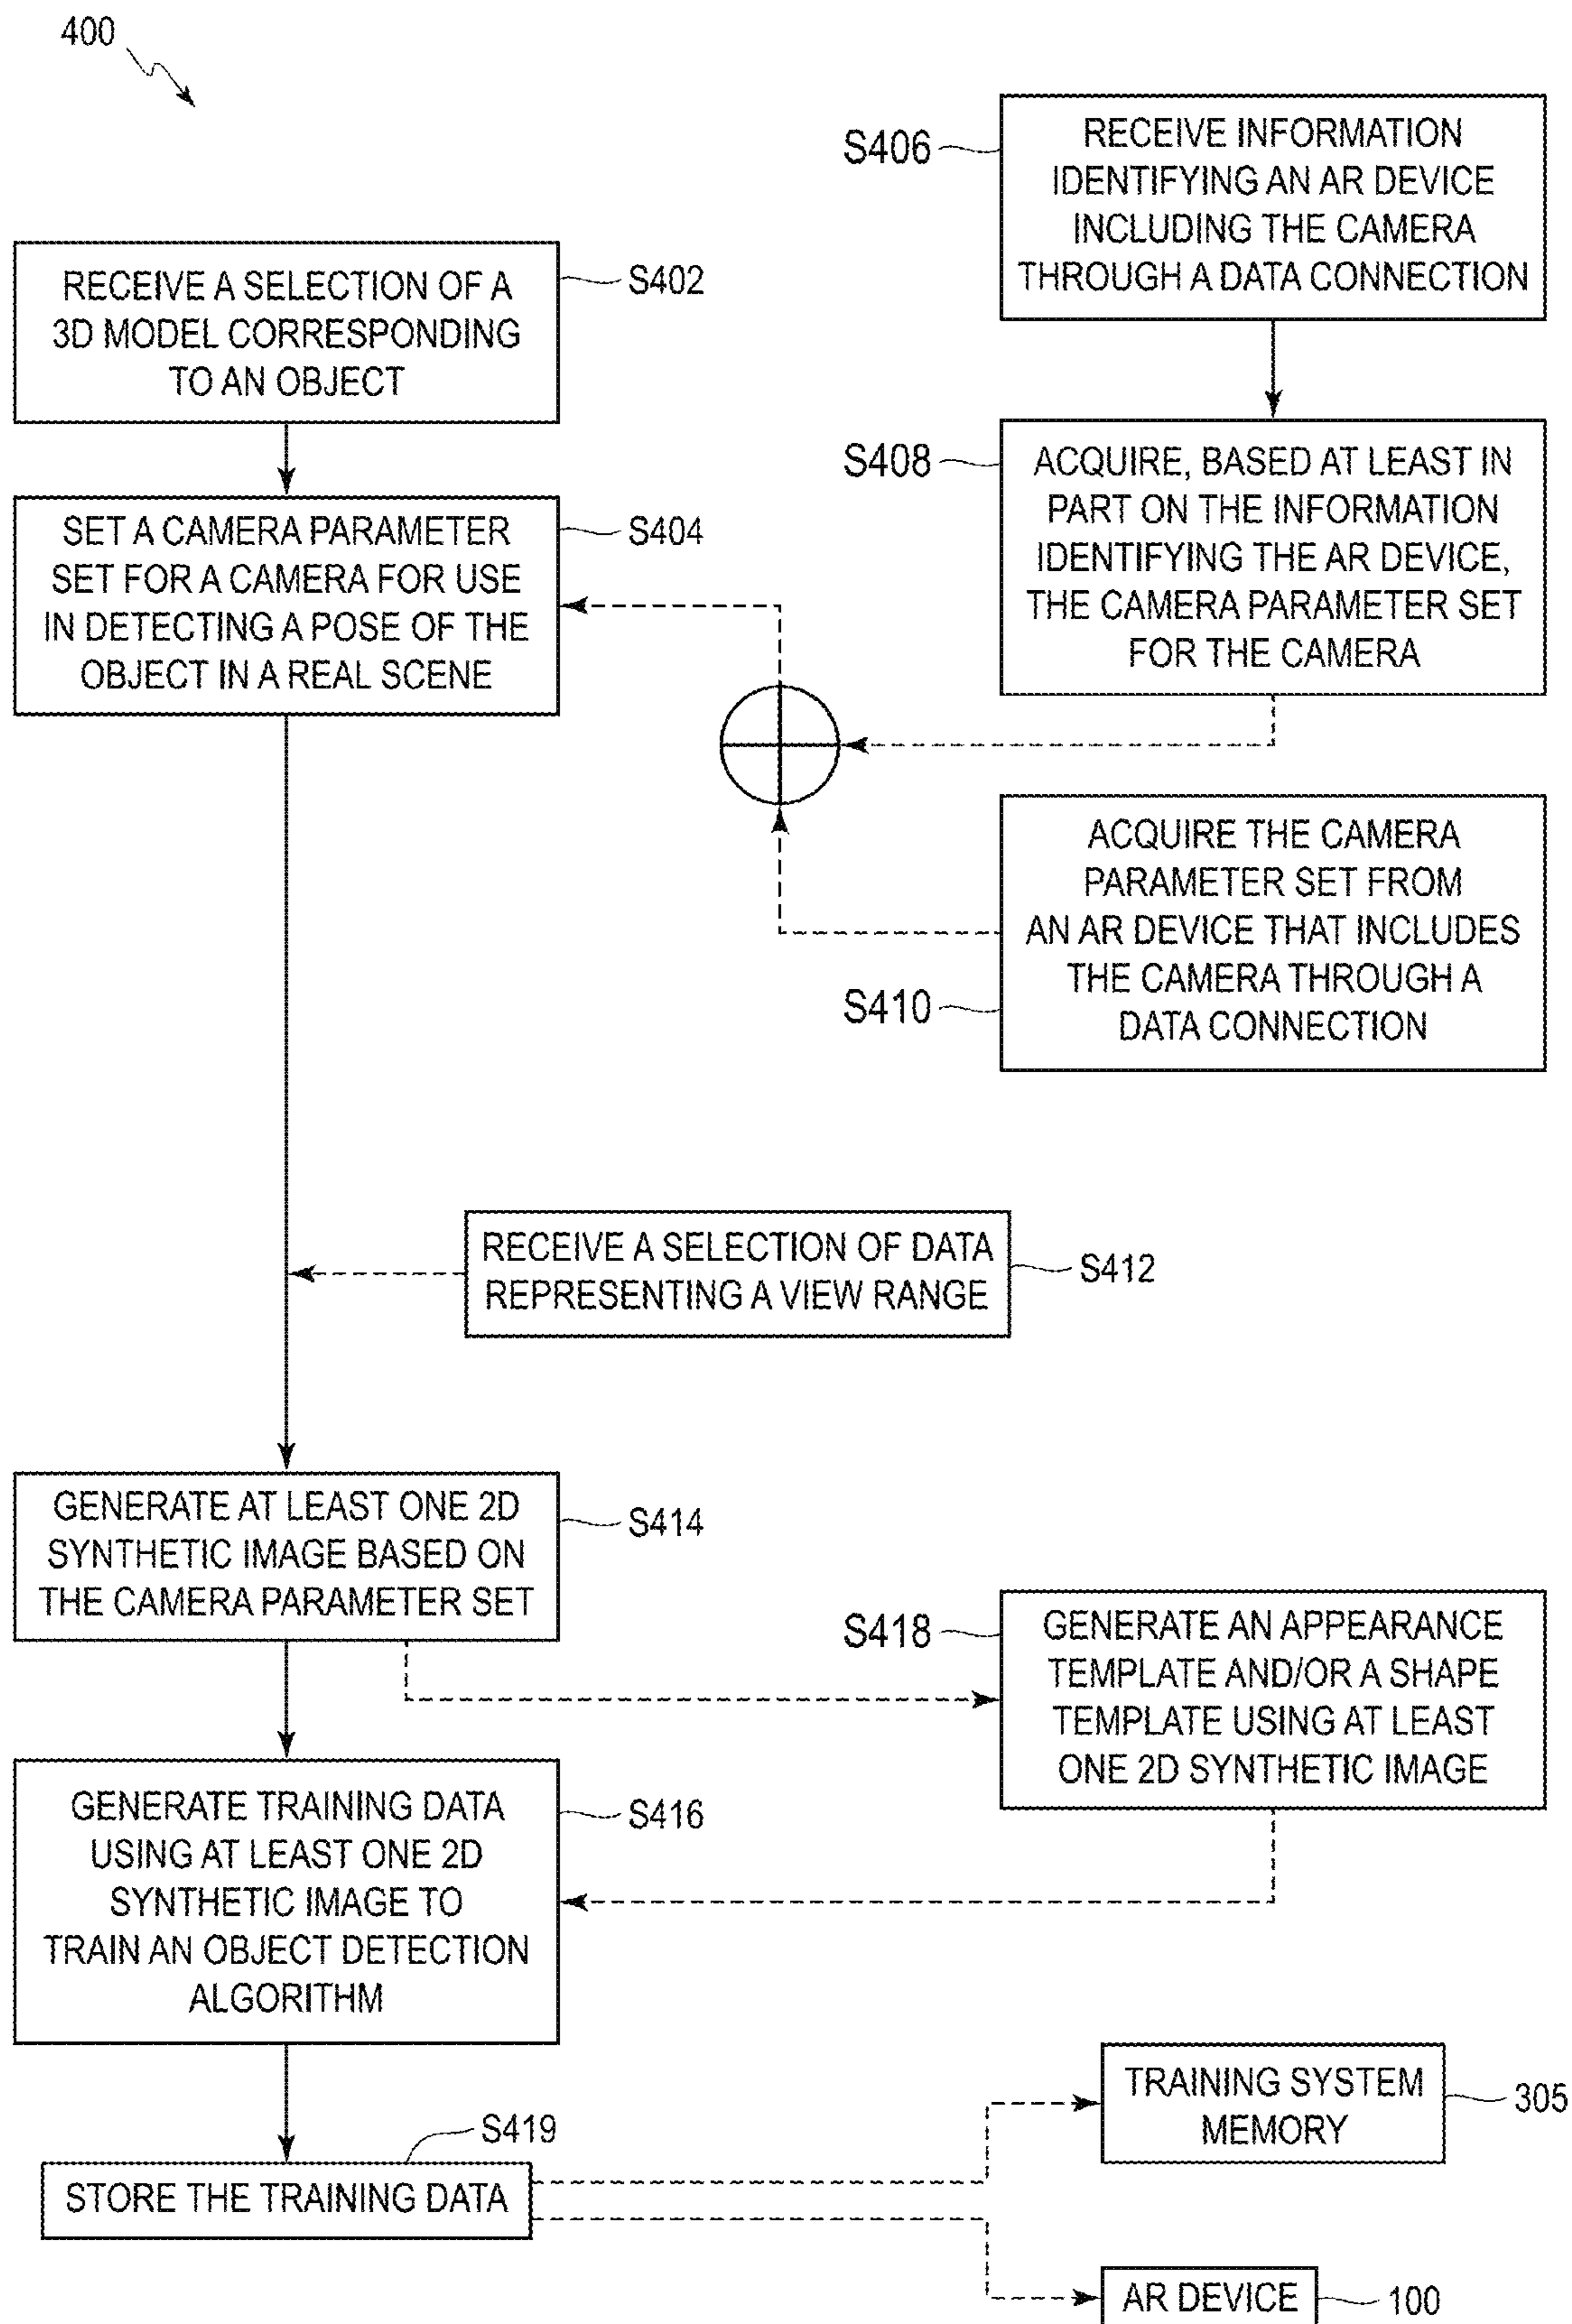 400
RECEIVE INFORMATION
IDENTIFYING AN AR DEVICE
INCLUDING THE CAMERA
THROUGH A DATA CONNECTION
S406
RECEIVE A SELECTION OF A
3D MODEL CORRESPONDING
TO AN OBJECT
S402
SET A CAMERA PARAMETER
SET FOR A CAMERA FOR USE
IN DETECTING A POSE OF THE
OBJECT IN A REAL SCENE
S404
S408
ACQUIRE, BASED AT LEAST IN
PART ON THE INFORMATION
IDENTIFYING THE AR DEVICE,
THE CAMERA PARAMETER SET
FOR THE CAMERA
ACQUIRE THE CAMERA
PARAMETER SET FROM
AN AR DEVICE THAT INCLUDES
THE CAMERA THROUGH A
DATA CONNECTION
S410
RECEIVE A SELECTION OF DATA
REPRESENTING A VIEW RANGE
S412
GENERATE AT LEAST ONE 2D
SYNTHETIC IMAGE BASED ON
THE CAMERA PARAMETER SET
S414
S418
GENERATE AN APPEARANCE
TEMPLATE AND/OR A SHAPE
TEMPLATE USING AT LEAST
ONE 2D SYNTHETIC IMAGE
GENERATE TRAINING DATA
USING AT LEAST ONE 2D
SYNTHETIC IMAGE TO
TRAIN AN OBJECT DETECTION
ALGORITHM
S416
S419
STORE THE TRAINING DATA
TRAINING SYSTEM
MEMORY
305
AR DEVICE
100